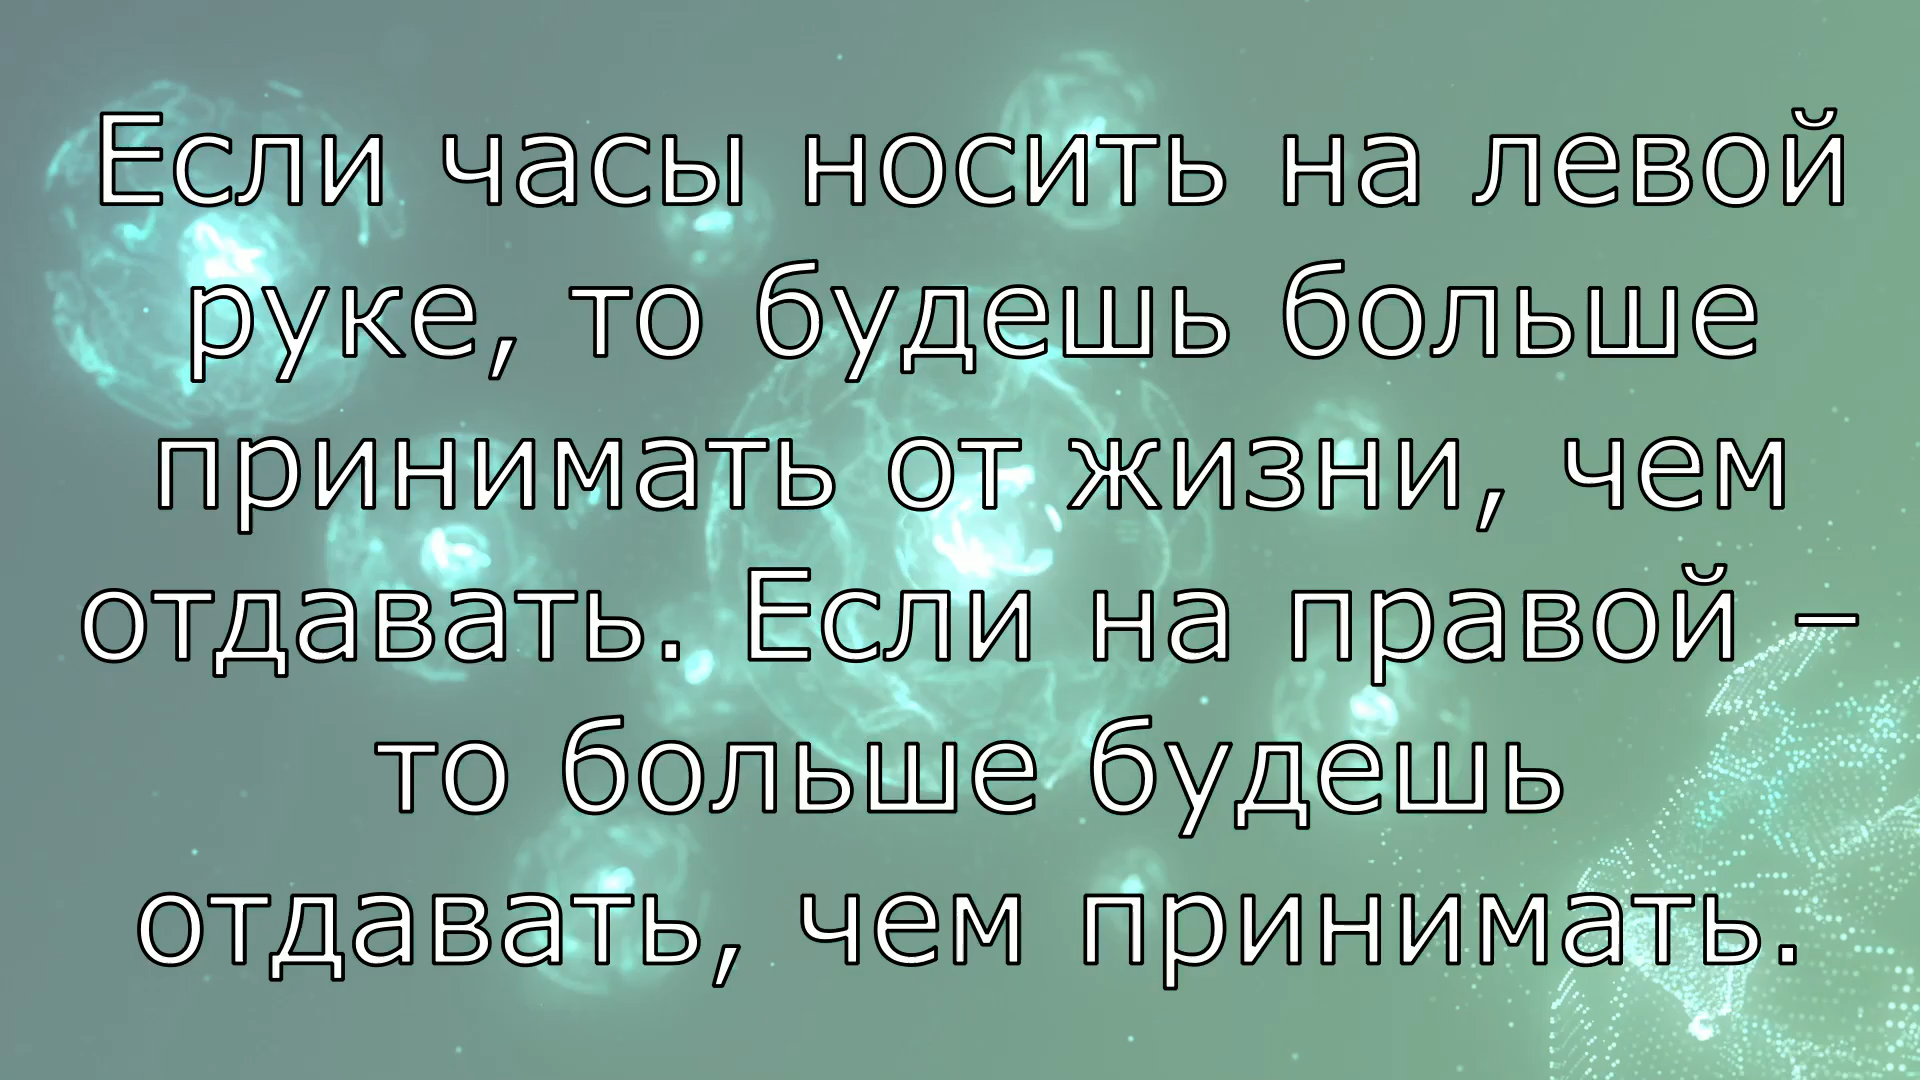 Если часы носить на левой
руке, то будешь больше
принимать от жизни, чем
отдавать. Если на правой –
то больше будешь
отдавать, чем принимать.